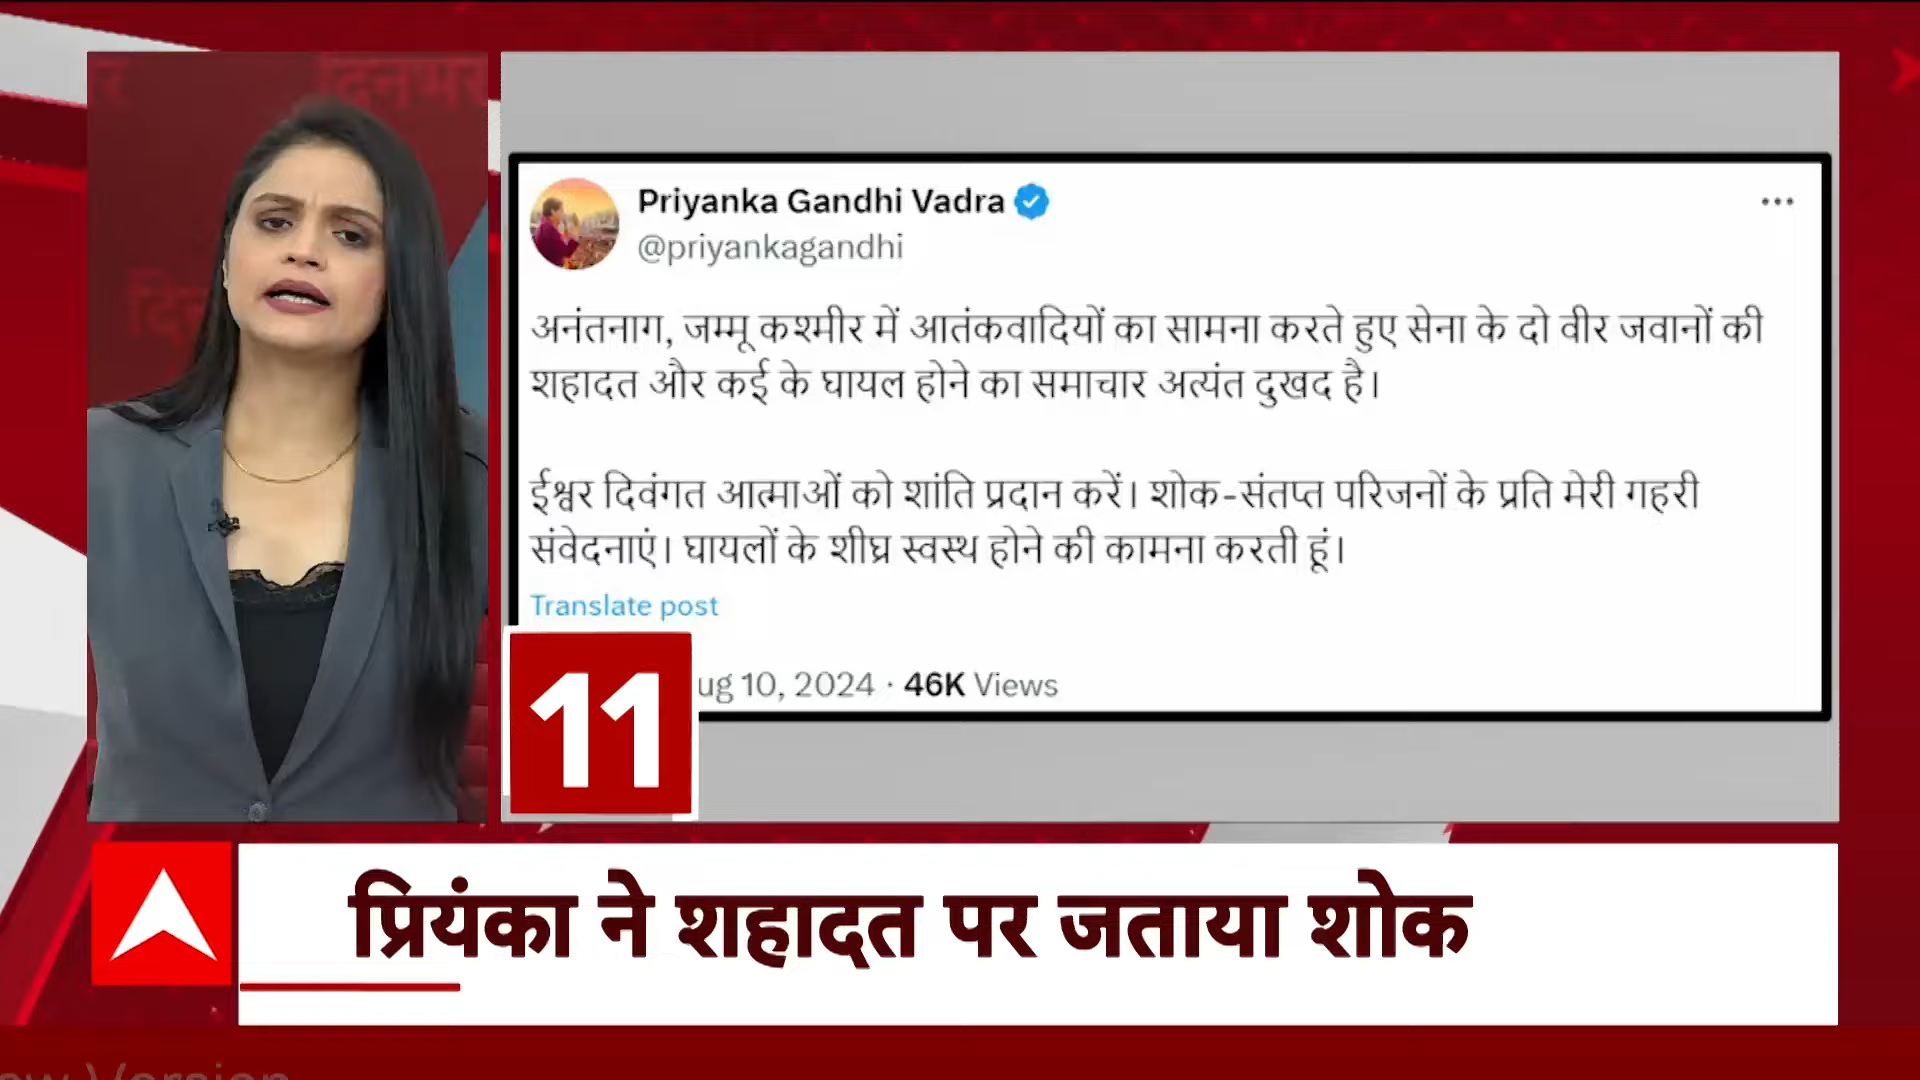 दिनभर
Priyanka Gandhi Vadra
@priyankagandhi
अनंतनाग, जम्मू कश्मीर में आतंकवादियों का सामना करते हुए सेना के दो वीर जवानों की
शहादत और कई के घायल होने का समाचार अत्यंत दुखद है।
ईश्वर दिवंगत आत्माओं को शांति प्रदान करें। शोक-संतप्त परिजनों के प्रति मेरी गहरी
संवेदनाएं। घायलों के शीघ्र स्वस्थ होने की कामना करती हूं।
Translate post
ug 10, 2024 · 46K Views
11
प्रियंका ने शहादत पर जताया शोक